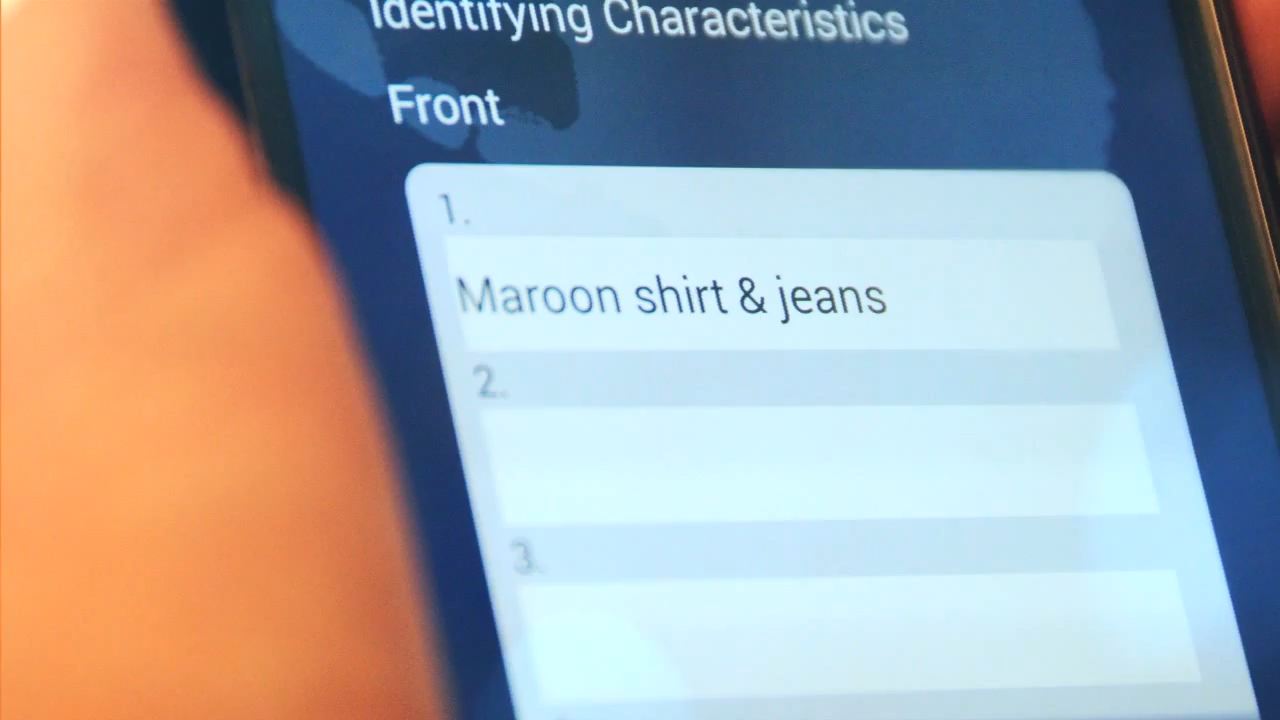 Identifying Characteristics
Front
1.
Maroon shirt & jeans
2.
3.